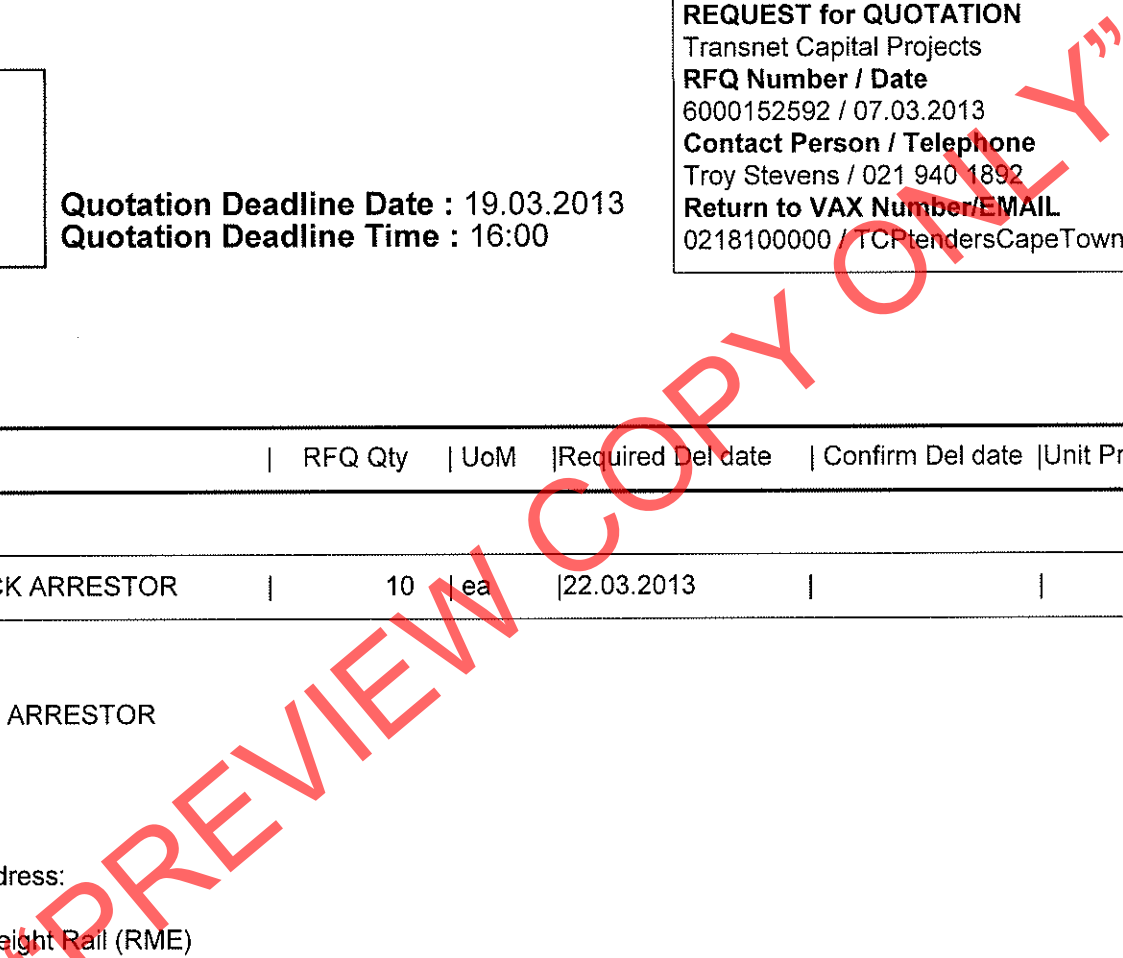 REQUEST for QUOTATION
Transnet Capital Projects
RFQ Number / Date
6000152592 / 07.03.2013
Contact Person / Telephone
Troy Stevens / 021 940 1892
Return to VAX Number/EMAIL
0218100000 / TCPtendersCapeTown
Quotation Deadline Date : 19.03.2013
Quotation Deadline Time : 16:00
| RFQ Qty | UoM |Required Del date | Confirm Del date |Unit Pr
CK ARRESTOR | 10 | ea |22.03.2013 | |
ARRESTOR
dress:
eight Rail (RME)
“PREVIEW COPY ONLY”